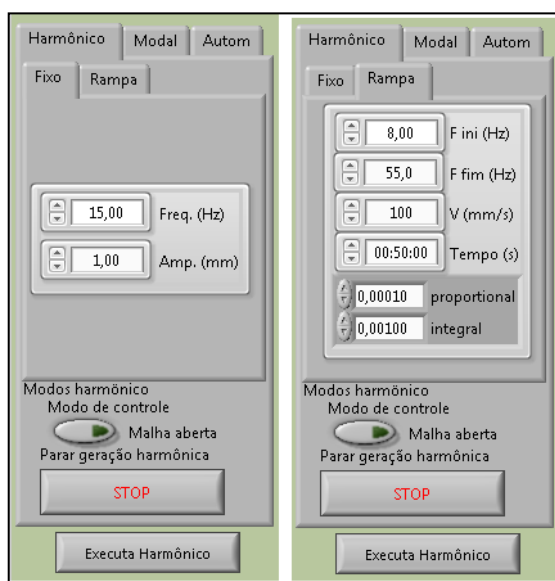 Harmônico Modal Autom
Fixo Rampa
15,00 Freq. (Hz)
1,00 Amp. (mm)
Modos harmônico
Modo de controle
Malha aberta
Parar geração harmônica
STOP
Executa Harmônico
Harmônico Modal Autom
Fixo Rampa
8,00 F ini (Hz)
55,0 F fim (Hz)
100 V (mm/s)
00:50:00 Tempo (s)
0,00010 proportional
0,00100 integral
Modos harmônico
Modo de controle
Malha aberta
Parar geração harmônica
STOP
Executa Harmônico